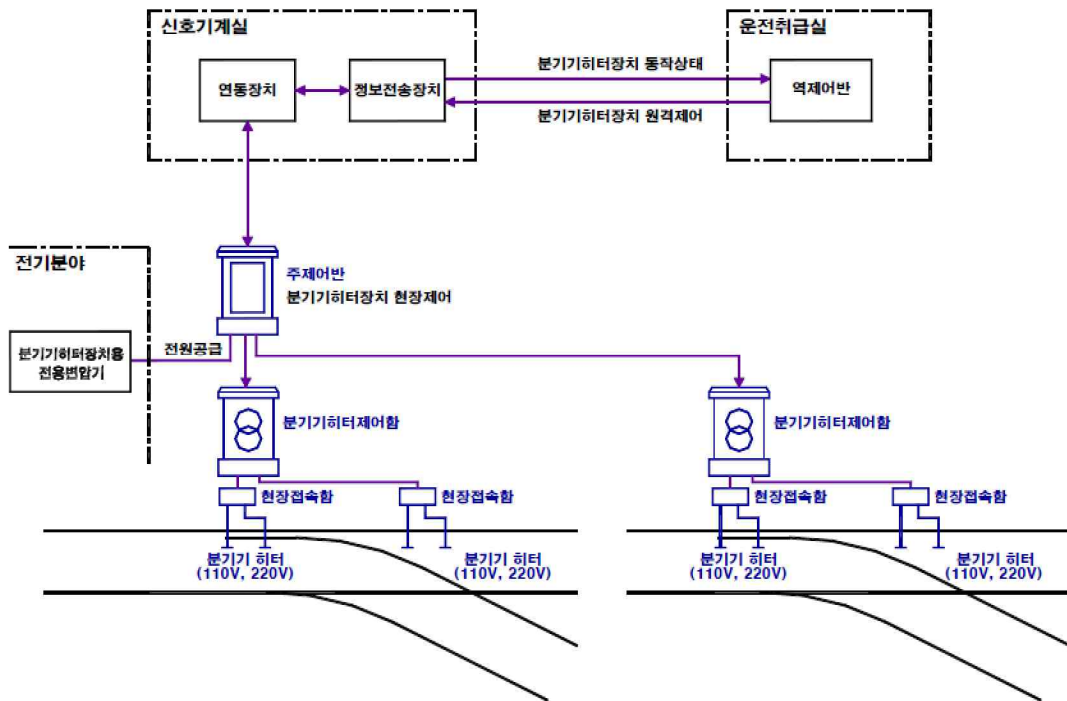 신호기계실
운전취급실
연동장치
정보전송장치
분기기히터장치 동작상태
분기기히터장치 원격제어
역제어반
전기분야
주제어반
분기기히터장치 현장제어
분기기히터장치용
전용변압기
전원공급
분기기히터제어함
분기기히터제어함
현장접속함
현장접속함
현장접속함
현장접속함
분기기 히터
(110V, 220V)
분기기 히터
(110V, 220V)
분기기 히터
(110V, 220V)
분기기 히터
(110V, 220V)